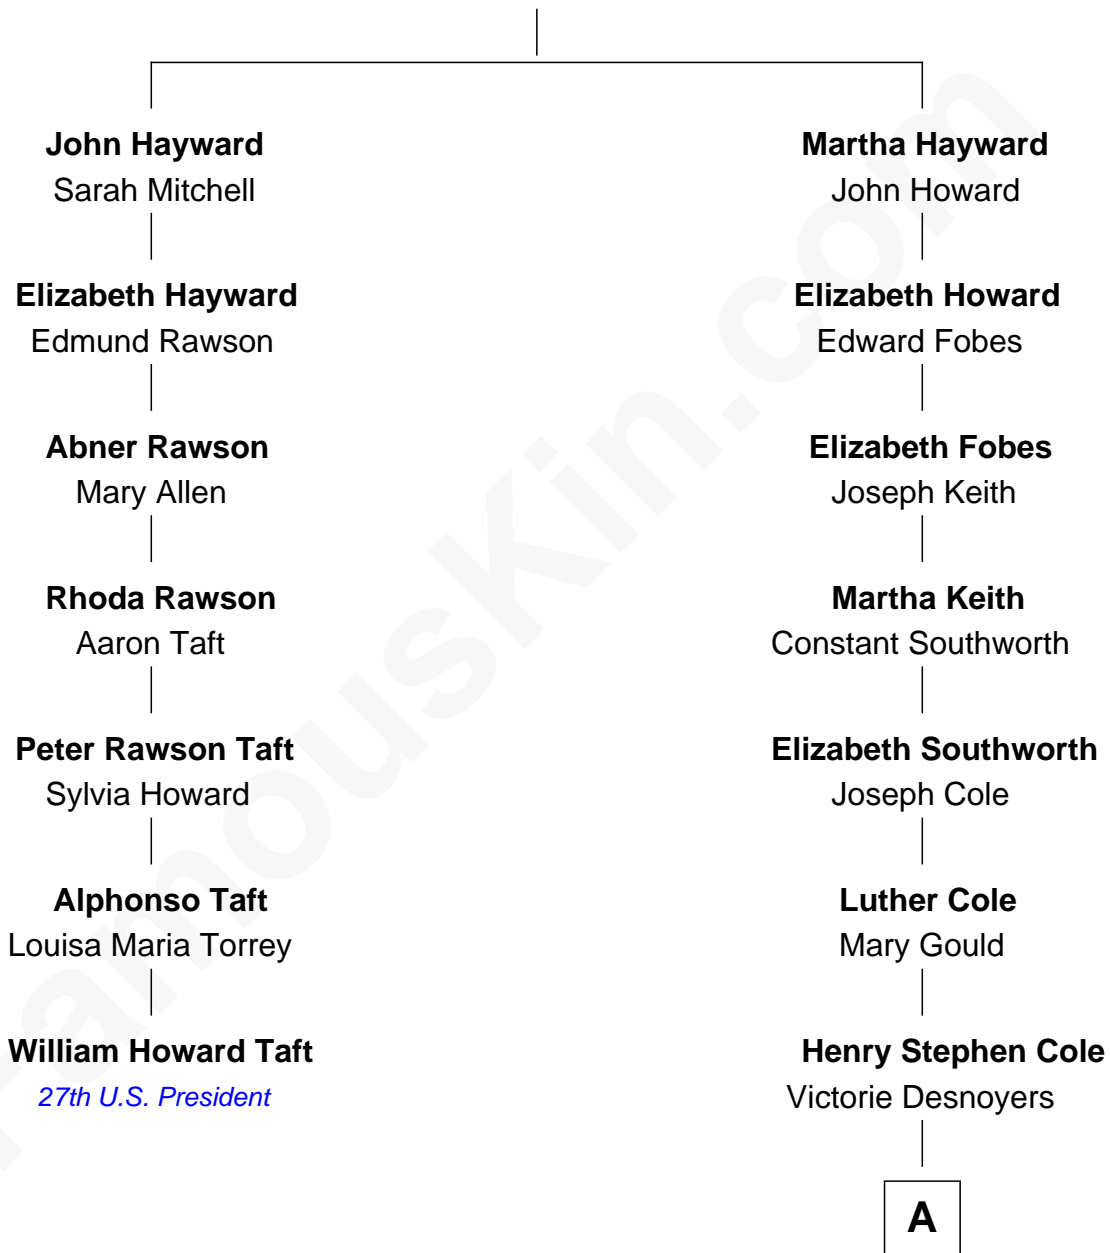 John Hayward
Sarah Mitchell
Martha Hayward
John Howard
Elizabeth Hayward
Edmund Rawson
Elizabeth Howard
Edward Fobes
Abner Rawson
Mary Allen
Elizabeth Fobes
Joseph Keith
Rhoda Rawson
Aaron Taft
Martha Keith
Constant Southworth
Peter Rawson Taft
Sylvia Howard
Elizabeth Southworth
Joseph Cole
Alphonso Taft
Louisa Maria Torrey
Luther Cole
Mary Gould
William Howard Taft
27th U.S. President
Henry Stephen Cole
Victorie Desnoyers
A
FamousKin.com